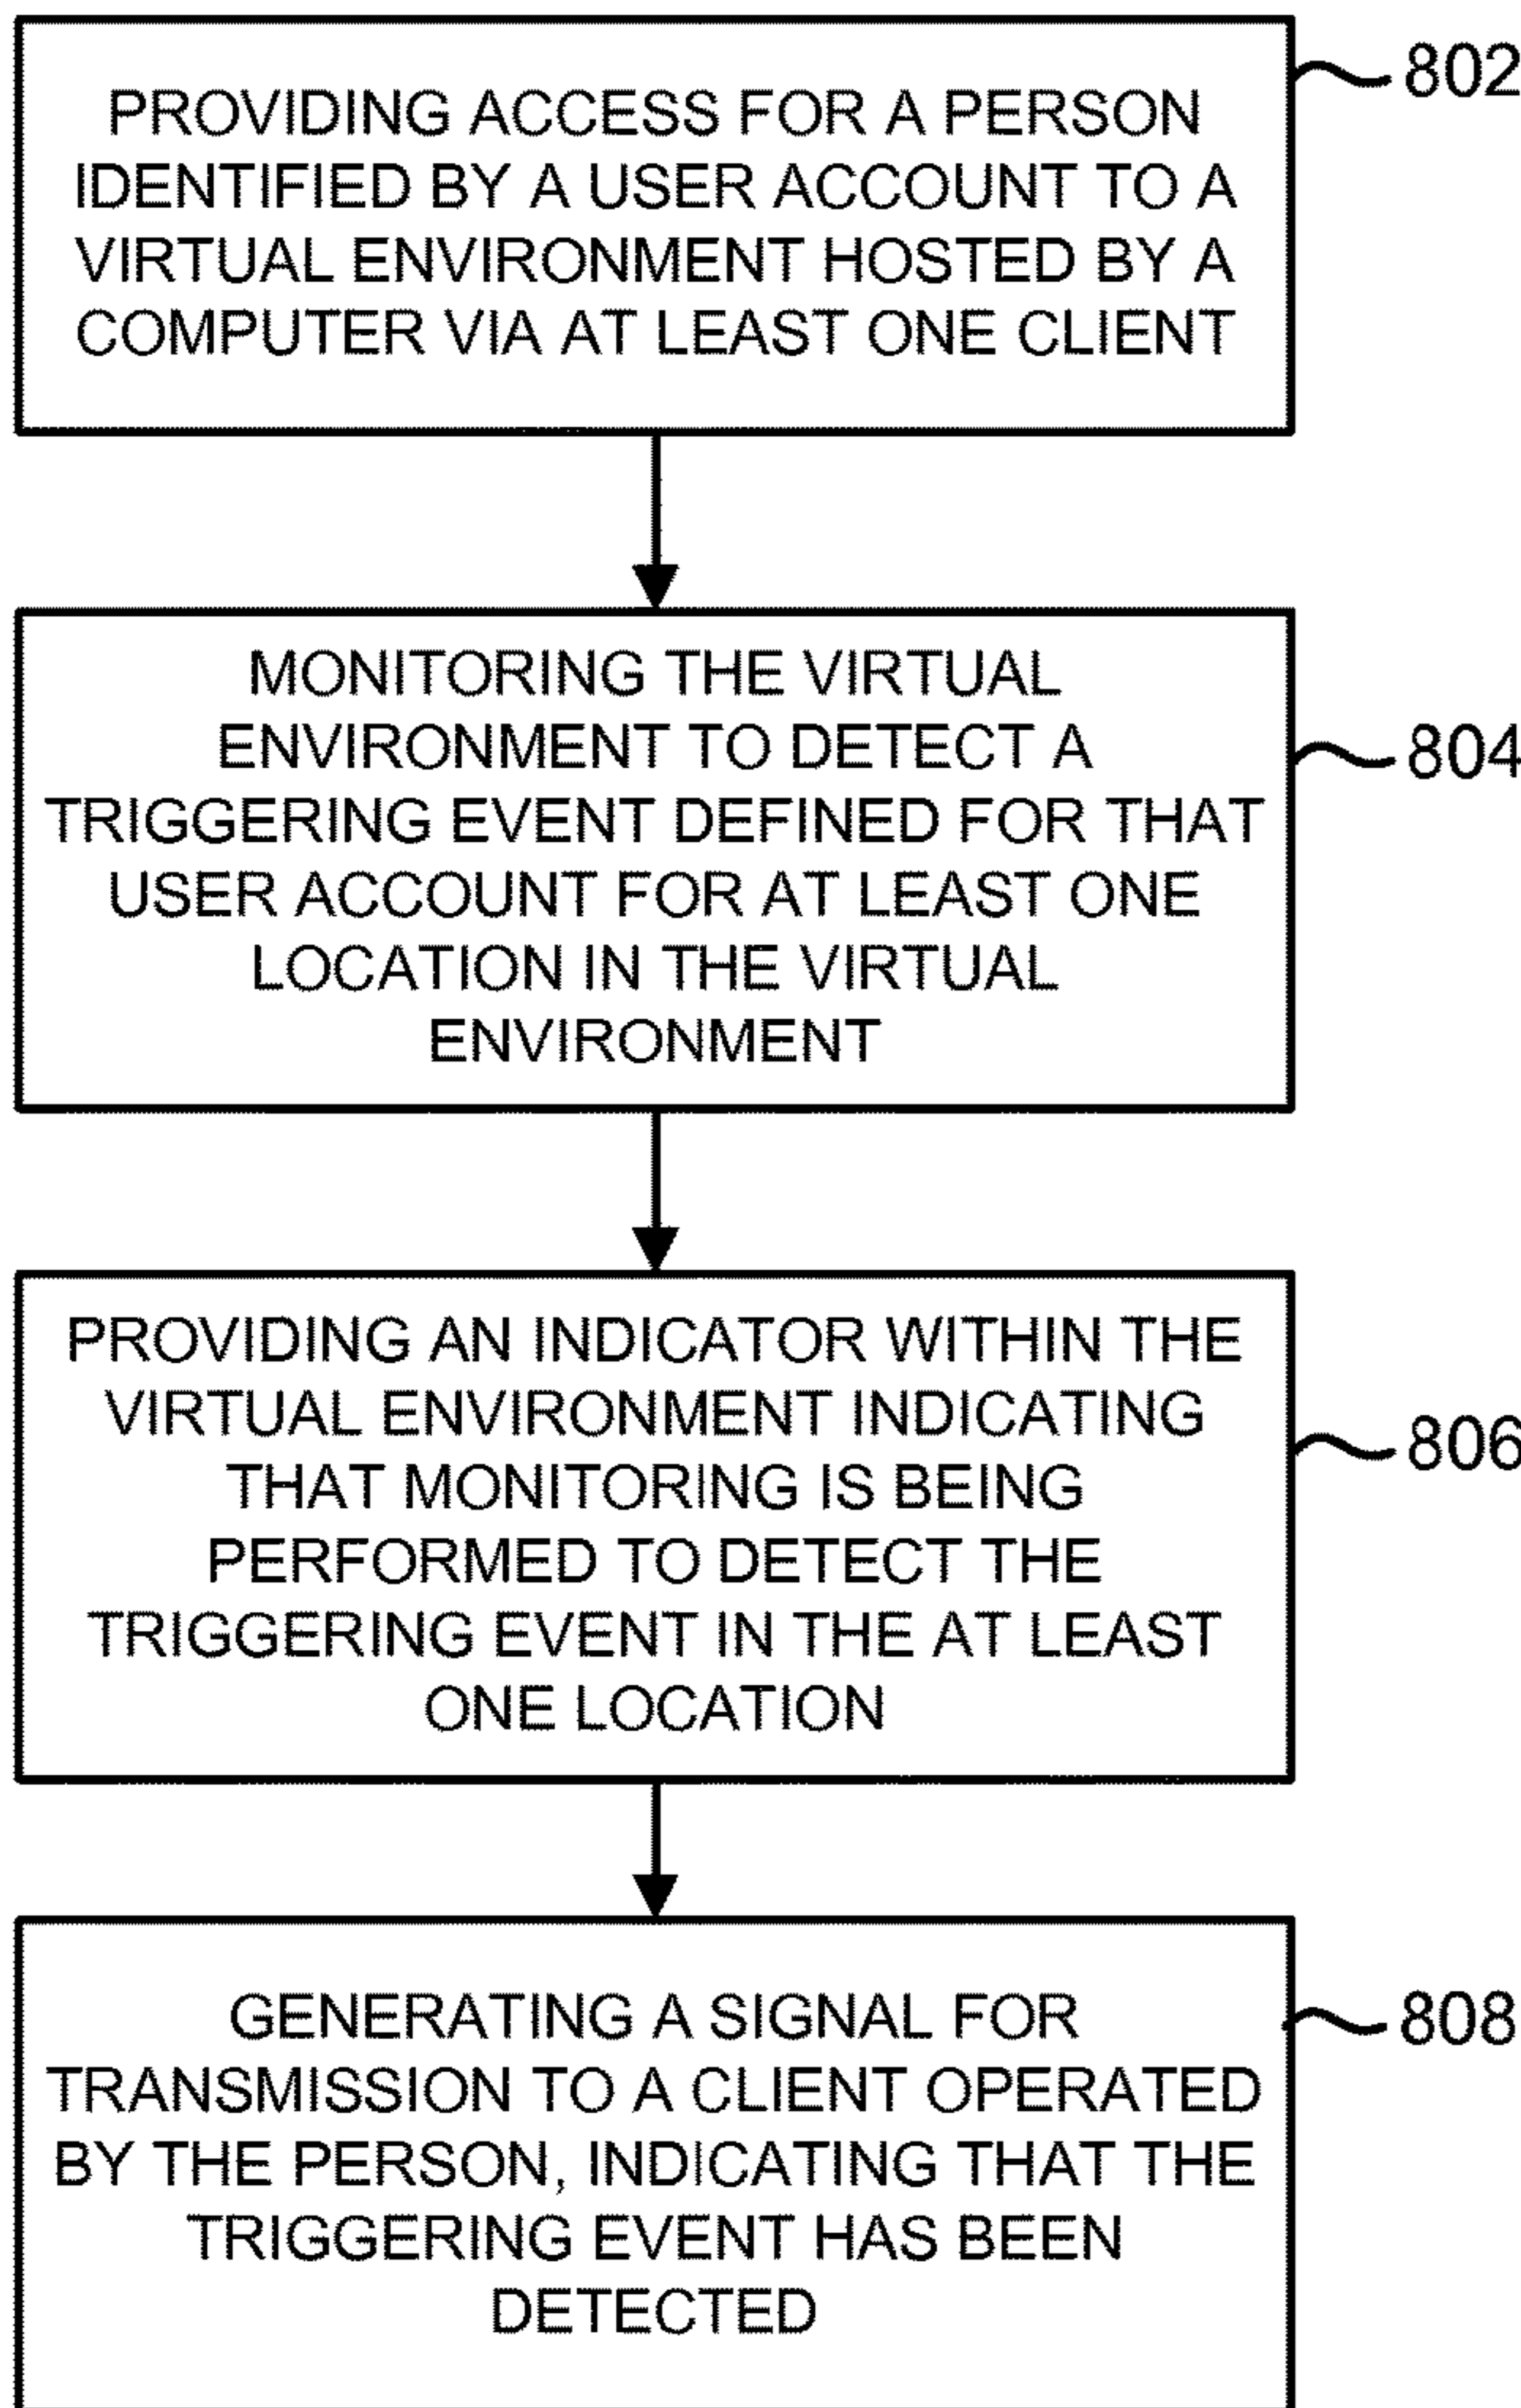 PROVIDING ACCESS FOR A PERSON
IDENTIFIED BY A USER ACCOUNT TO A
VIRTUAL ENVIRONMENT HOSTED BY A
COMPUTER VIA AT LEAST ONE CLIENT
802
MONITORING THE VIRTUAL
ENVIRONMENT TO DETECT A
TRIGGERING EVENT DEFINED FOR THAT
USER ACCOUNT FOR AT LEAST ONE
LOCATION IN THE VIRTUAL
ENVIRONMENT
804
PROVIDING AN INDICATOR WITHIN THE
VIRTUAL ENVIRONMENT INDICATING
THAT MONITORING IS BEING
PERFORMED TO DETECT THE
TRIGGERING EVENT IN THE AT LEAST
ONE LOCATION
806
GENERATING A SIGNAL FOR
TRANSMISSION TO A CLIENT OPERATED
BY THE PERSON, INDICATING THAT THE
TRIGGERING EVENT HAS BEEN
DETECTED
808